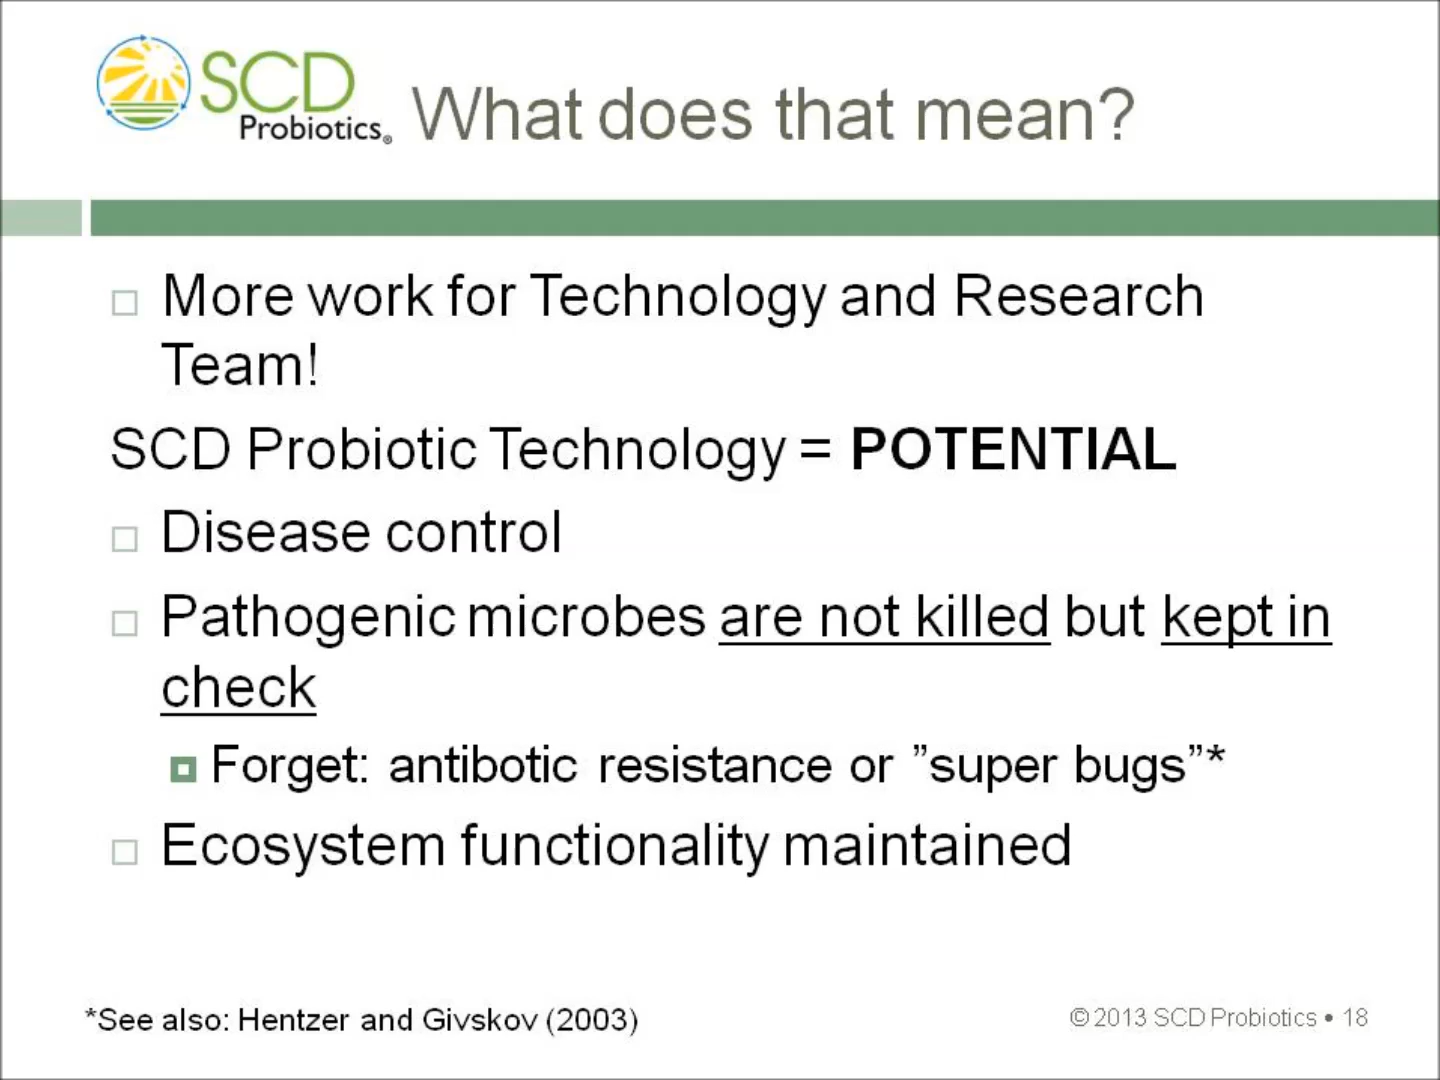 SCD
Probiotics®
What does that mean?
More work for Technology and Research
Team!
SCD Probiotic Technology = POTENTIAL
Disease control
Pathogenic microbes are not killed but kept in
check
Forget: antibotic resistance or ”super bugs”*
Ecosystem functionality maintained
*See also: Hentzer and Givskov (2003)
© 2013 SCD Probiotics • 18